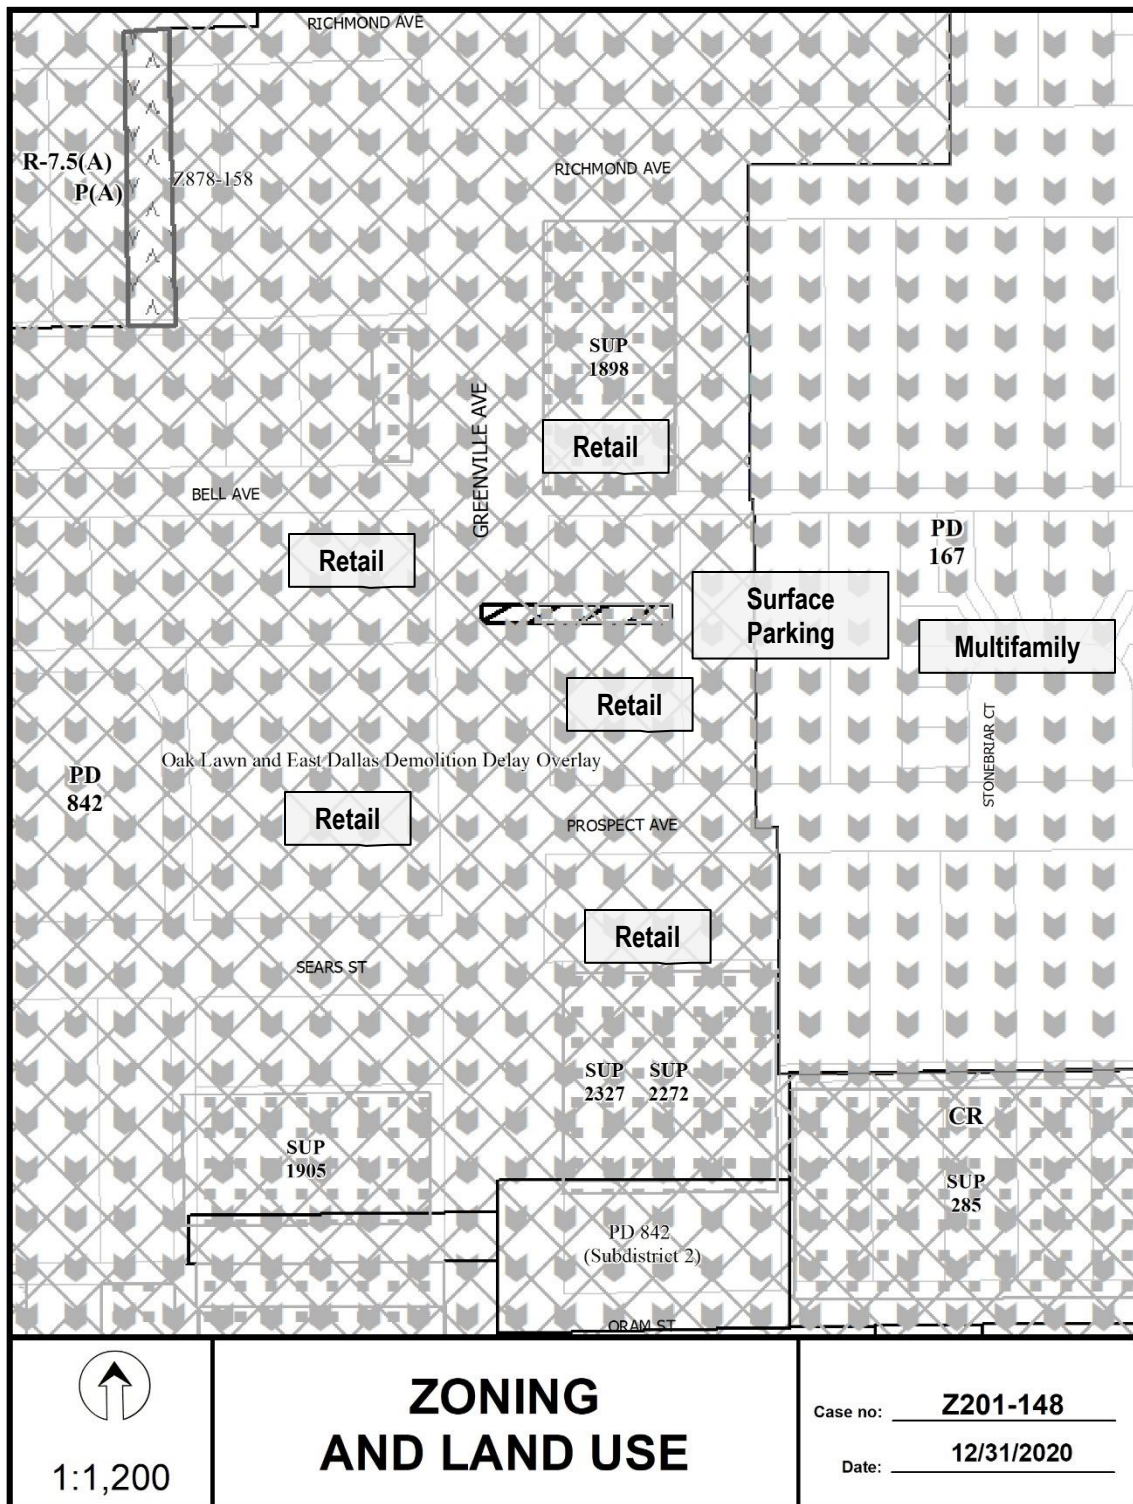 RICHMOND AVE
R-7.5(A)
P(A)
Z878-158
RICHMOND AVE
SUP
1898
GREENVILLE AVE
Retail
BELL AVE
Retail
PD
167
Surface
Parking
Multifamily
Retail
STONEBRIAR CT
Oak Lawn and East Dallas Demolition Delay Overlay
PD
842
Retail
PROSPECT AVE
Retail
SEARS ST
SUP
2327
SUP
2272
CR
SUP
1905
SUP
285
PD 842
(Subdistrict 2)
ORAM ST
1:1,200
ZONING
AND LAND USE
Case no: Z201-148
Date: 12/31/2020